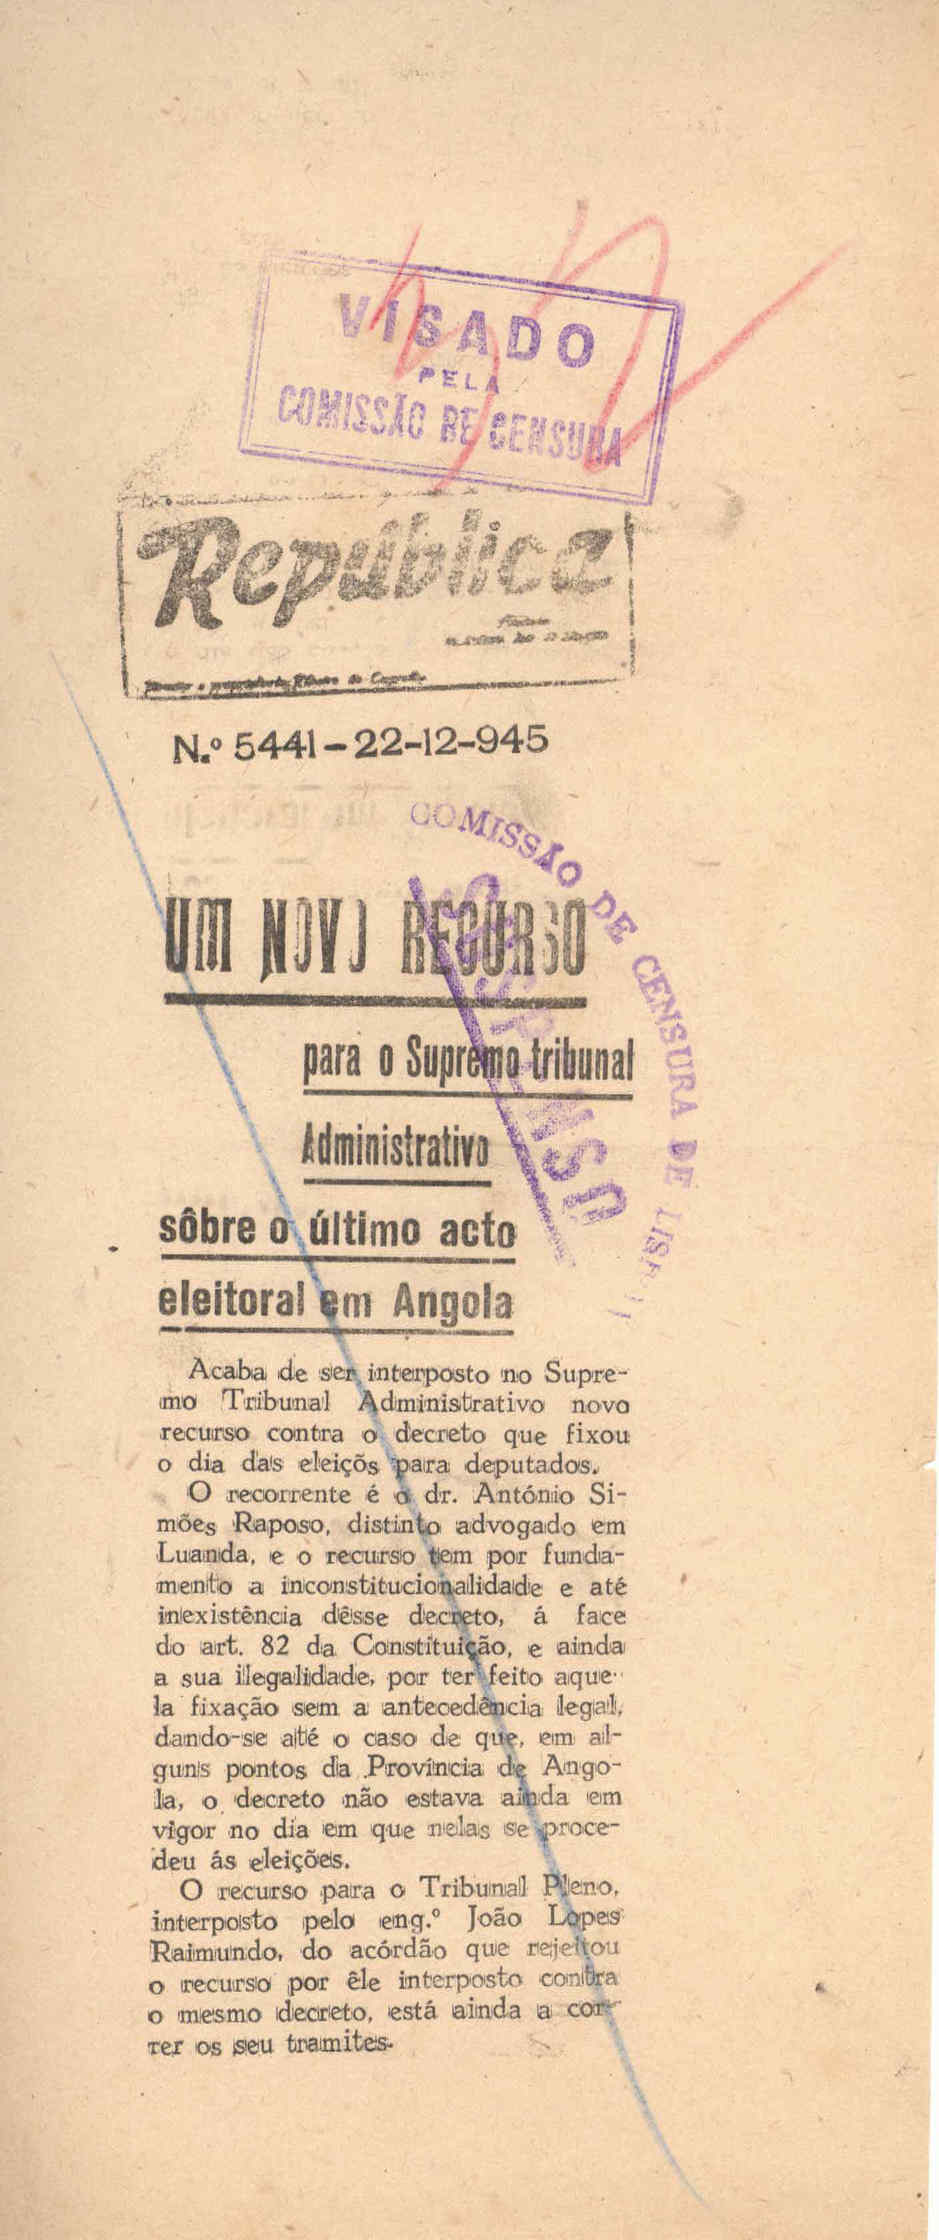 VISADO
PELA
COMISSÃO DE CENSURA
República
N.º 5441-22-12-945
COMISSÃO DE CENSURA DE
SUSPENSO
UM NOVO RECURSO
para o Supremo tribunal
Administrativo
sôbre o último acto
eleitoral em Angola
Acaba de ser interposto no Supre-
mo Tribunal Administrativo novo
recurso contra o decreto que fixou
o dia das eleiçõs para deputados.
O recorrente é o dr. António Si-
mões Raposo, distinto advogado em
Luanda, e o recurso tem por funda-
mento a inconstitucionalidade e até
inexistência dêsse decreto, á face
do art. 82 da Constituição, e ainda
a sua ilegalidade, por ter feito aque-
la fixação sem a antecedência legal,
dando-se até o caso de que, em al-
guns pontos da Província de Ango-
la, o decreto não estava ainda em
vigor no dia em que nelas se proce-
deu ás eleições.
O recurso para o Tribunal Pleno,
interposto pelo eng.º João Lopes
Raimundo, do acórdão que rejeitou
o recurso por êle interposto contra
o mesmo decreto, está ainda a cor-
rer os seu tramites.